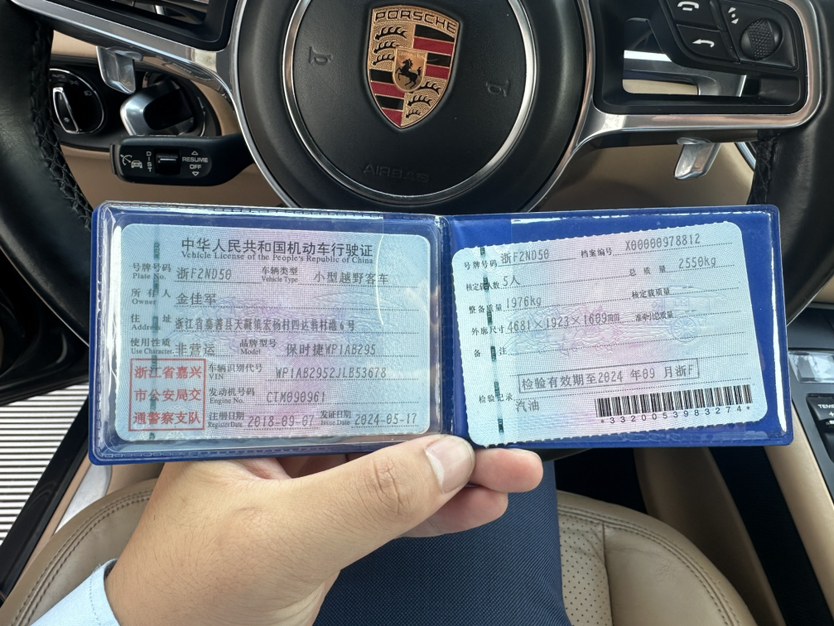 PORSCHE
AIRBAG
DIST
RESUME
OFF
中华人民共和国机动车行驶证
Vehicle License of the People's Republic of China
号牌号码 浙F2ND50 车辆类型 小型越野客车
Plate No. Vehicle Type
所有人 金佳军
Owner
住址 浙江省嘉善县天凝镇宏杨村四达
Address
使用性质 非营运 品牌型号 保时捷WP1AB295
Use Character Model
浙江省嘉兴
市公安局交
通警察支队
车辆识别代号 WP1AB2952JLB53678
VIN
发动机号码 CTM090961
Engine No.
注册日期 2018-09-07 发证日期 2024-05-17
Register Date Issue Date
号牌号码 浙F2ND50 档案编号 X00000978812
核定载人数 5人 总质量 2550kg
整备质量 1976kg 核定载质量 --
外廓尺寸 4681×1923×1609mm 准牵引总质量 --
备注
检验有效期至2024 年09 月浙F
检验记录
汽油
*3320053983274*